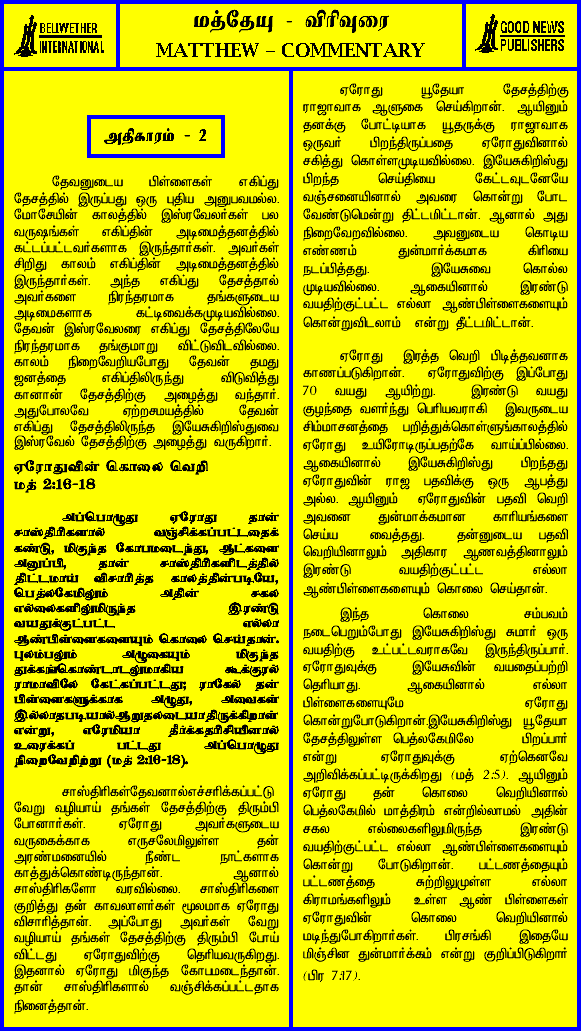 BELIWETHER
INTERNATIONAL
மத்தேயு - விரிவுரை
MATTHEW – COMMENTARY
GOOD NEWS
PUBLISHERS
அதிகாரம் - 2
தேவனுடைய பிள்ளைகள் எகிப்து
தேசத்தில் இருப்பது ஒரு புதிய அனுபவமல்ல.
மோசேயின் காலத்தில் இஸ்ரவேலர்கள் பல
வருஷங்கள் எகிப்தின் அடிமைத்தனத்தில்
கட்டப்பட்டவர்களாக இருந்தார்கள். அவர்கள்
சிறிது காலம் எகிப்தின் அடிமைத்தனத்தில்
இருந்தார்கள். அந்த எகிப்து தேசத்தால்
அவர்களை நிரந்தரமாக தங்களுடைய
அடிமைகளாக கட்டிவைக்கமுடியவில்லை.
தேவன் இஸ்ரவேலரை எகிப்து தேசத்திலேயே
நிரந்தரமாக தங்குமாறு விட்டுவிடவில்லை.
காலம் நிறைவேறியபோது தேவன் தமது
ஜனத்தை எகிப்திலிருந்து விடுவித்து
கானான் தேசத்திற்கு அழைத்து வந்தார்.
அதுபோலவே ஏற்றசமயத்தில் தேவன்
எகிப்து தேசத்திலிருந்த இயேசுகிறிஸ்துவை
இஸ்ரவேல் தேசத்திற்கு அழைத்து வருகிறார்.
ஏரோதுவின் கொலை வெறி
மத் 2:16-18
அப்பொழுது ஏரோது தான்
சாஸ்திரிகளால் வஞ்சிக்கப்பட்டதைக்
கண்டு, மிகுந்த கோபமடைந்து, ஆட்களை
அனுப்பி, தான் சாஸ்திரிகளிடத்தில்
திட்டமாய் விசாரித்த காலத்தின்படியே,
பெத்லகேமிலும் அதின் சகல
எல்லைகளிலுமிருந்த இரண்டு
வயதுக்குட்பட்ட எல்லா
ஆண்பிள்ளைகளையும் கொலை செய்தான்.
புலம்பலும் அழுகையும் மிகுந்த
துக்கங்கொண்டாடலுமாகிய கூக்குரல்
ராமாவிலே கேட்கப்பட்டது; ராகேல் தன்
பிள்ளைகளுக்காக அழுது, அவைகள்
இல்லாதபடியால்ஆறுதலடையாதிருக்கிறாள்
என்று, எரேமியா தீர்க்கதரிசியினால்
உரைக்கப் பட்டது அப்பொழுது
நிறைவேறிற்று (மத் 2:16-18).
சாஸ்திரிகள்தேவனால்எச்சரிக்கப்பட்டு
வேறு வழியாய் தங்கள் தேசத்திற்கு திரும்பி
போனார்கள். ஏரோது அவர்களுடைய
வருகைக்காக எருசலேமிலுள்ள தன்
அரண்மனையில் நீண்ட நாட்களாக
காத்துக்கொண்டிருந்தான். ஆனால்
சாஸ்திரிகளோ வரவில்லை. சாஸ்திரிகளை
குறித்து தன் காவலாளர்கள் மூலமாக ஏரோது
விசாரித்தான். அப்போது அவர்கள் வேறு
வழியாய் தங்கள் தேசத்திற்கு திரும்பி போய்
விட்டது ஏரோதுவிற்கு தெரியவருகிறது.
இதனால் ஏரோது மிகுந்த கோபமடைந்தான்.
தான் சாஸ்திரிகளால் வஞ்சிக்கப்பட்டதாக
நினைத்தான்.
ஏரோது யூதேயா தேசத்திற்கு
ராஜாவாக ஆளுகை செய்கிறான். ஆயினும்
தனக்கு போட்டியாக யூதருக்கு ராஜாவாக
ஒருவர் பிறந்திருப்பதை ஏரோதுவினால்
சகித்து கொள்ளமுடியவில்லை. இயேசுகிறிஸ்து
பிறந்த செய்தியை கேட்டவுடனேயே
வஞ்சனையினால் அவரை கொன்று போட
வேண்டுமென்று திட்டமிட்டான். ஆனால் அது
நிறைவேறவில்லை. அவனுடைய கொடிய
எண்ணம் துன்மார்க்கமாக கிரியை
நடப்பித்தது. இயேசுவை கொல்ல
முடியவில்லை. ஆகையினால் இரண்டு
வயதிற்குட்பட்ட எல்லா ஆண்பிள்ளைகளையும்
கொன்றுவிடலாம் என்று தீட்டமிட்டான்.
ஏரோது இரத்த வெறி பிடித்தவனாக
காணப்படுகிறான். ஏரோதுவிற்கு இப்போது
70 வயது ஆயிற்று. இரண்டு வயது
குழந்தை வளர்ந்து பெரியவராகி இவருடைய
சிம்மாசனத்தை பறித்துக்கொள்ளுங்காலத்தில்
ஏரோது உயிரோடிருப்பதற்கே வாய்ப்பில்லை.
ஆகையினால் இயேசுகிறிஸ்து பிறந்தது
ஏரோதுவின் ராஜ பதவிக்கு ஒரு ஆபத்து
அல்ல. ஆயினும் ஏரோதுவின் பதவி வெறி
அவனை துன்மார்க்கமான காரியங்களை
செய்ய வைத்தது. தன்னுடைய பதவி
வெறியினாலும் அதிகார ஆணவத்தினாலும்
இரண்டு வயதிற்குட்பட்ட எல்லா
ஆண்பிள்ளைகளையும் கொலை செய்தான்.
இந்த கொலை சம்பவம்
நடைபெறும்போது இயேசுகிறிஸ்து சுமார் ஒரு
வயதிற்கு உட்பட்டவராகவே இருந்திருப்பார்.
ஏரோதுவுக்கு இயேசுவின் வயதைப்பற்றி
தெரியாது. ஆகையினால் எல்லா
பிள்ளைகளையுமே ஏரோது
கொன்றுபோடுகிறான்.இயேசுகிறிஸ்து யூதேயா
தேசத்திலுள்ள பெத்லகேமிலே பிறப்பார்
என்று ஏரோதுவுக்கு ஏற்கெனவே
அறிவிக்கப்பட்டிருக்கிறது (மத் 2:5). ஆயினும்
ஏரோது தன் கொலை வெறியினால்
பெத்லகேமில் மாத்திரம் என்றில்லாமல் அதின்
சகல எல்லைகளிலுமிருந்த இரண்டு
வயதிற்குட்பட்ட எல்லா ஆண்பிள்ளைகளையும்
கொன்று போடுகிறான். பட்டணத்தையும்
பட்டணத்தை சுற்றிலுமுள்ள எல்லா
கிராமங்களிலும் உள்ள ஆண் பிள்ளைகள்
ஏரோதுவின் கொலை வெறியினால்
மடிந்துபோகிறார்கள். பிரசங்கி இதையே
மிஞ்சின துன்மார்க்கம் என்று குறிப்பிடுகிறார்
(பிர 7:17).